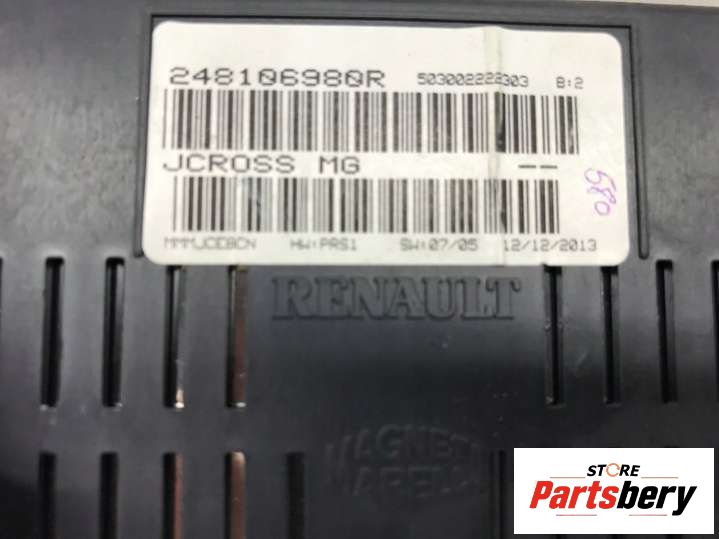 248106980R 503002222303 B:2
JCROSS MG --
MMMJCEBCN HW:PRS1 SW:07/05 12/12/2013
580
RENAULT
MAGNETI
MARELLI
STORE
Partsbery